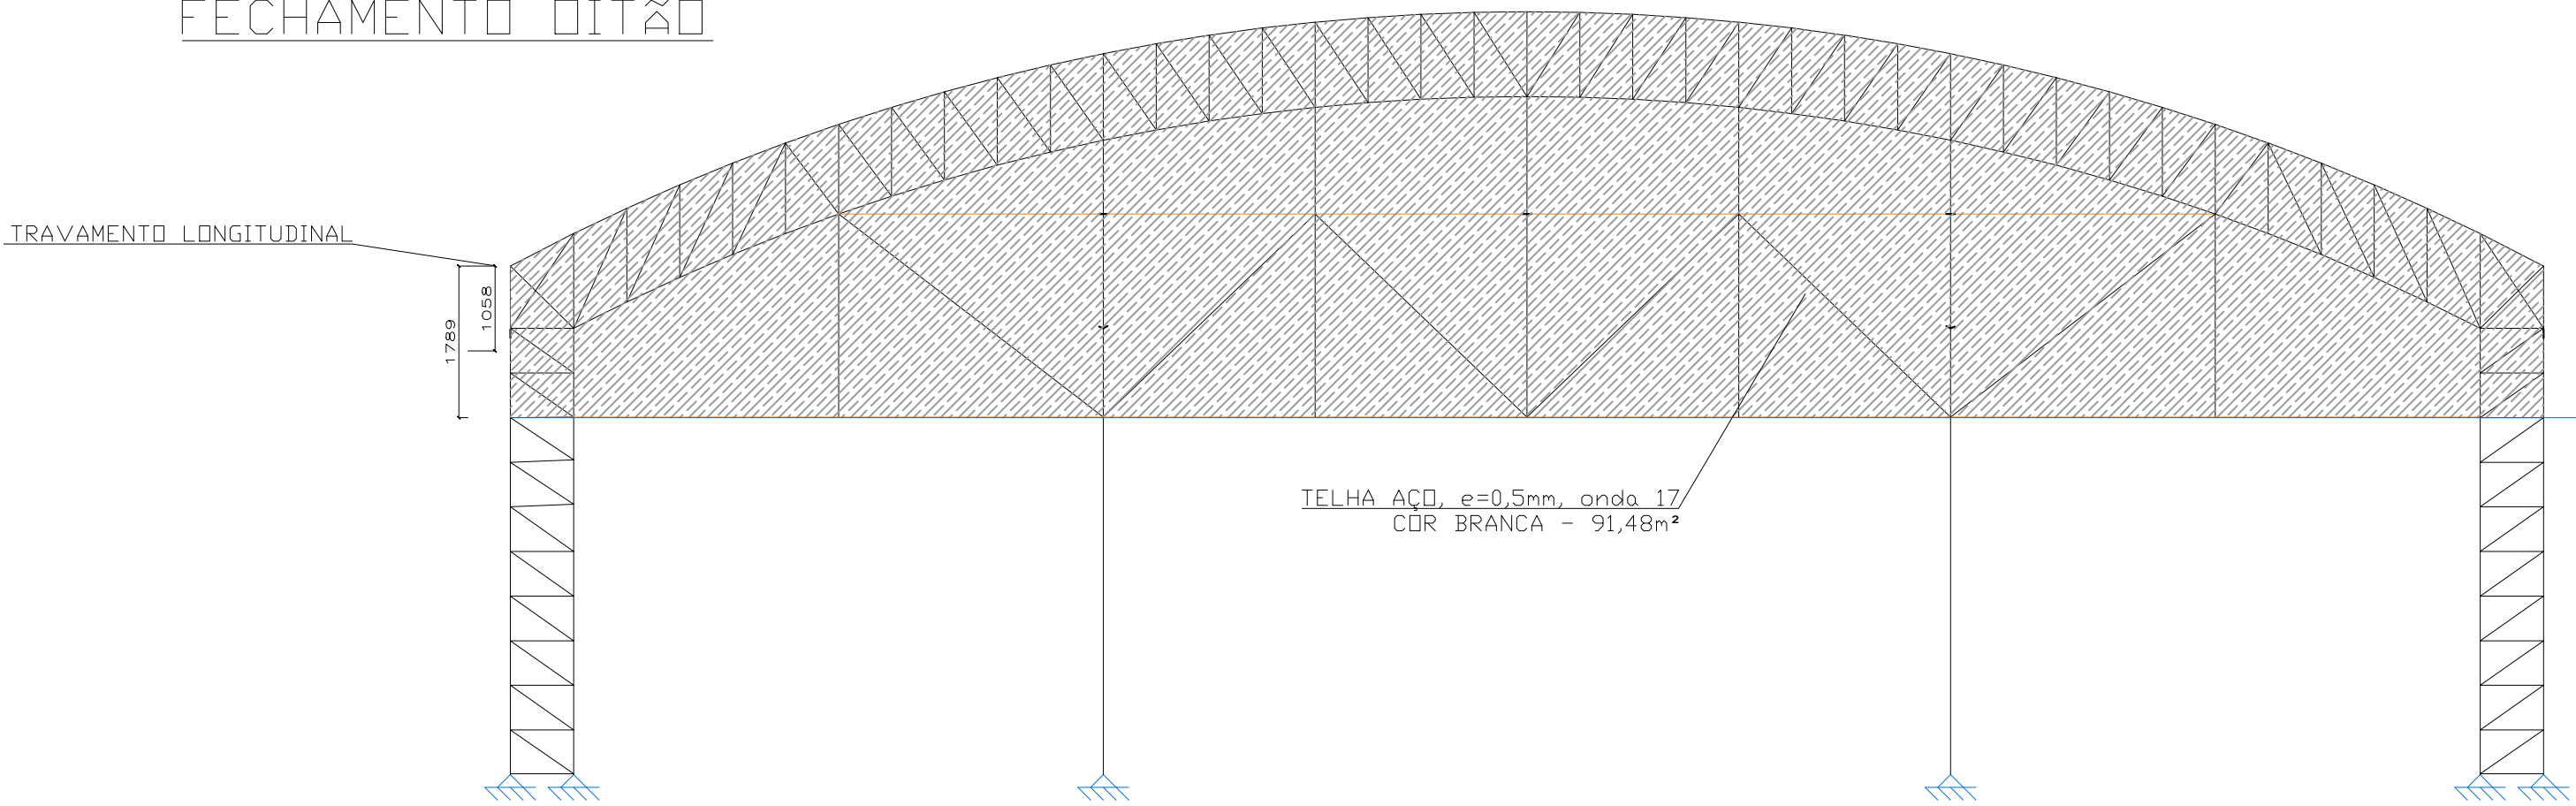 FECHAMENTO OITÃO
TRAVAMENTO LONGITUDINAL
1058
1789
TELHA AÇO, e=0,5mm, onda 17
COR BRANCA - 91,48m²